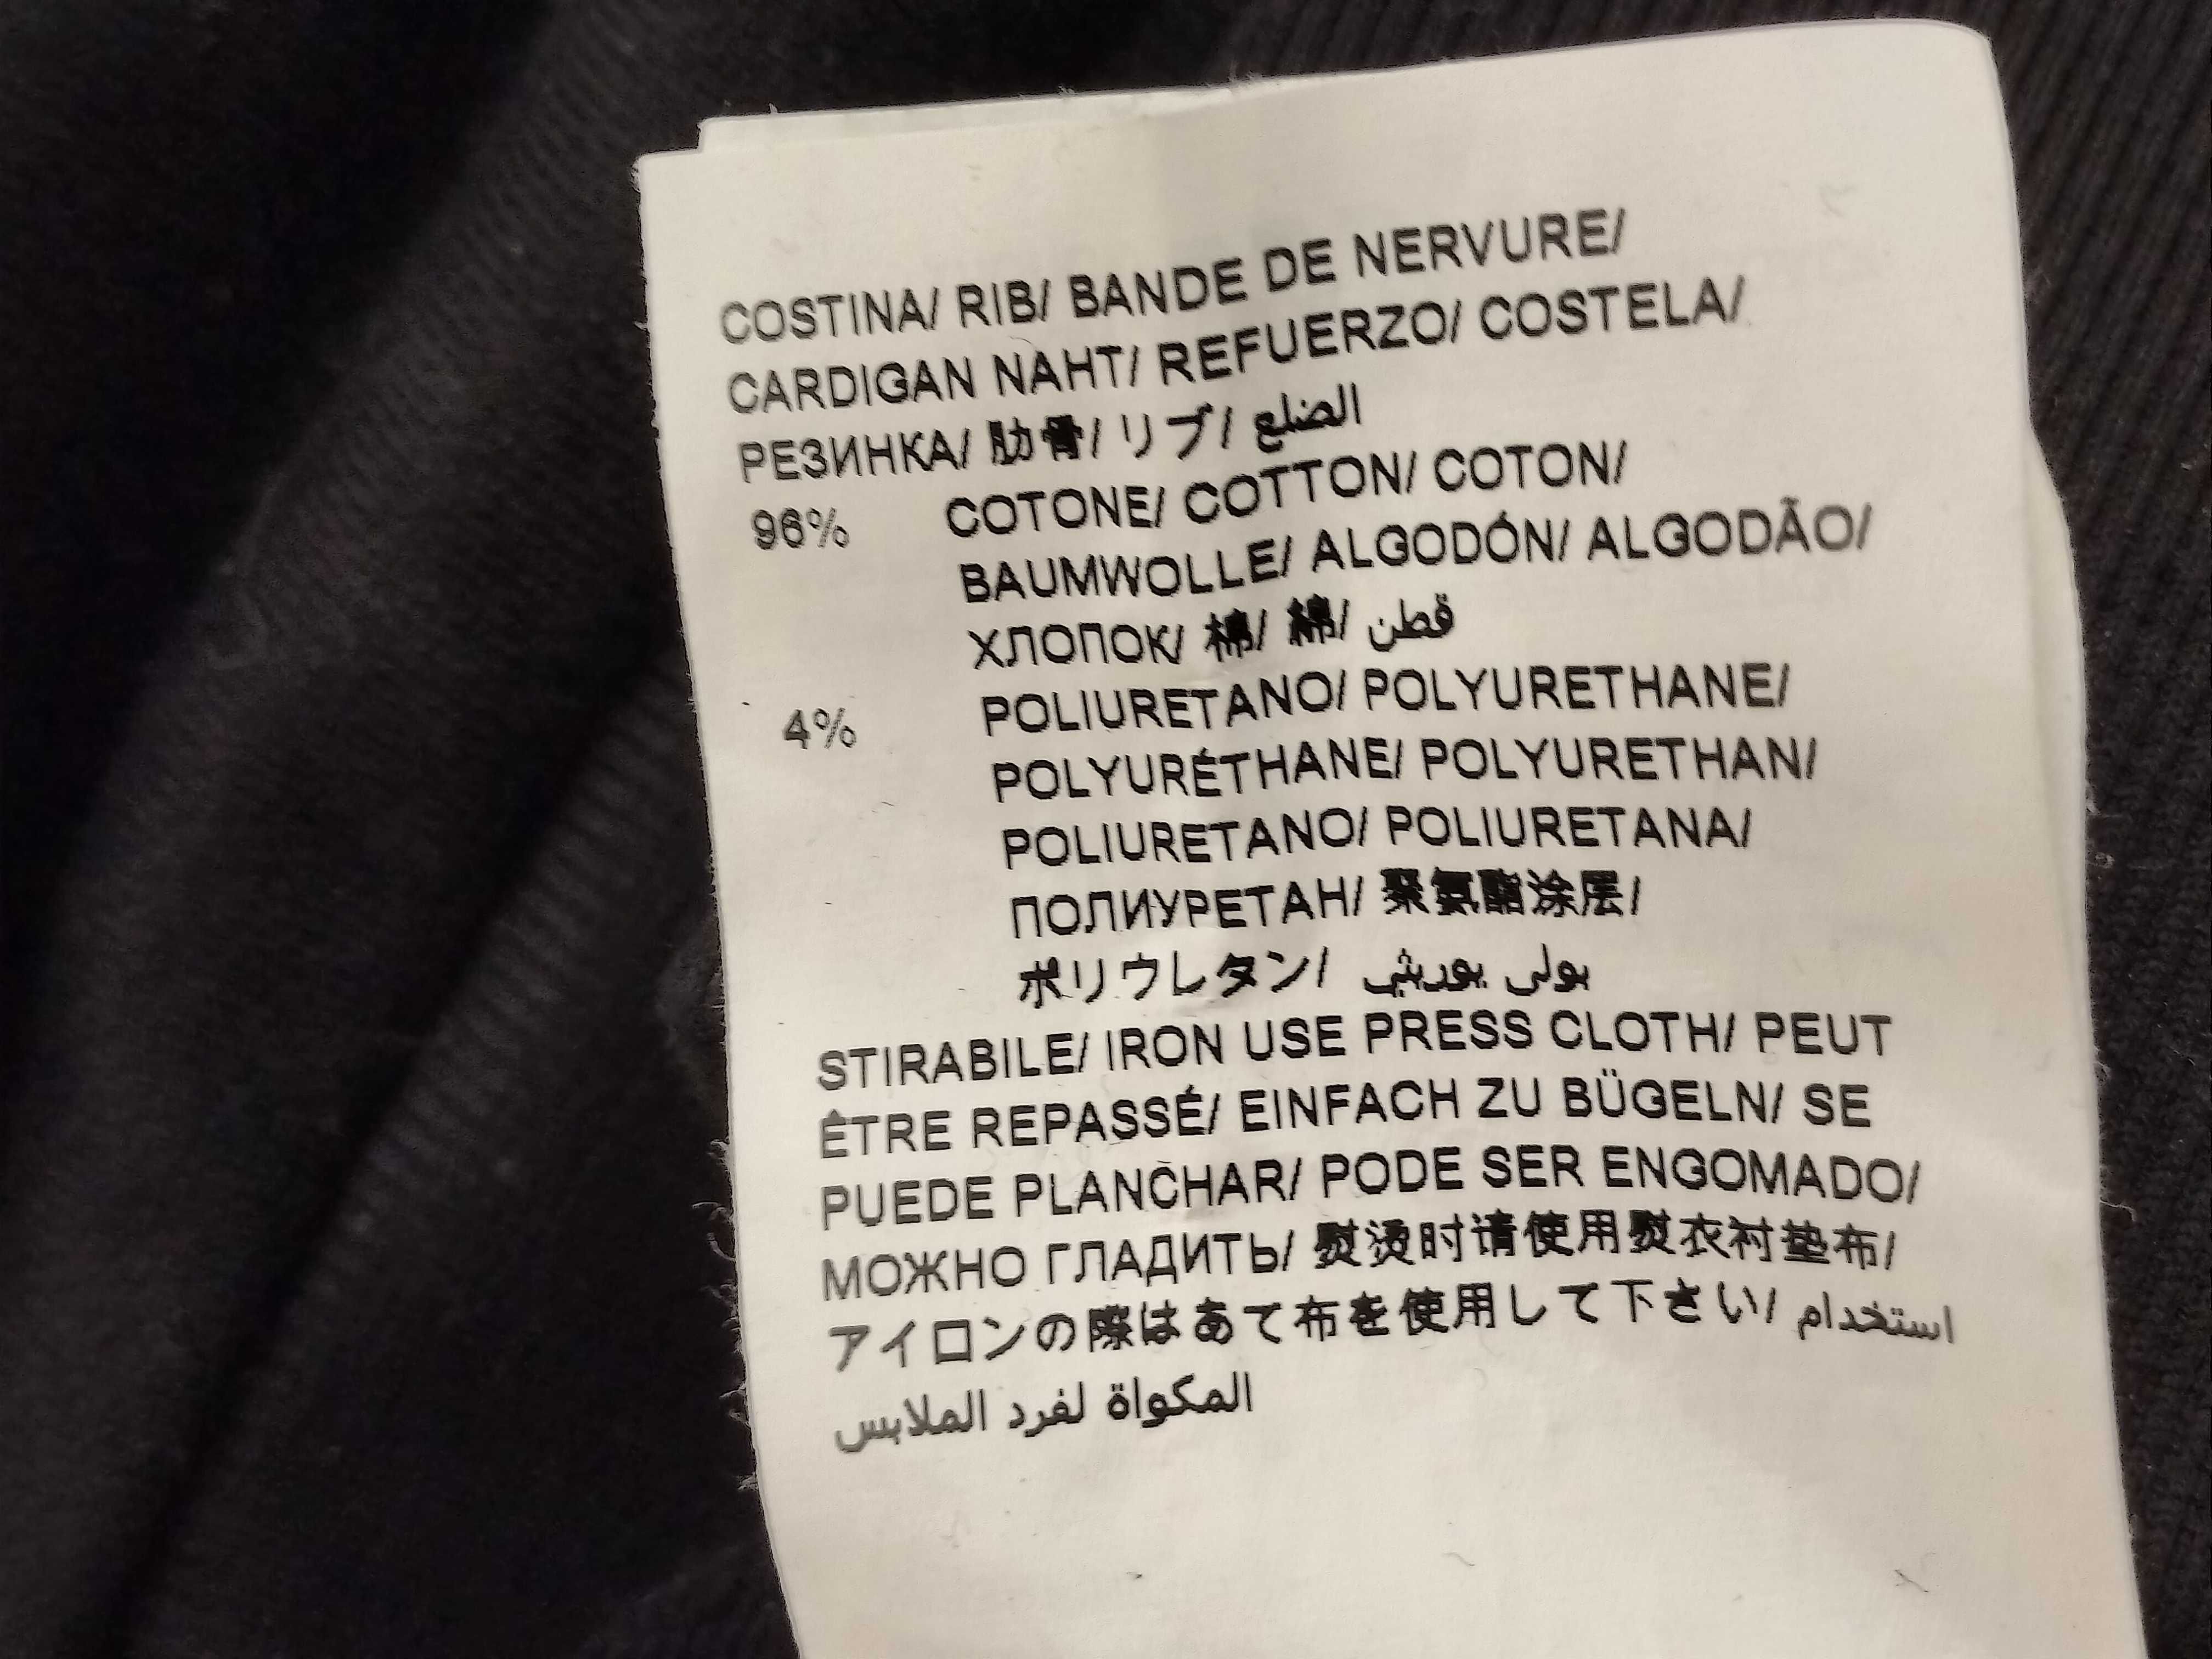 COSTINA/ RIB/ BANDE DE NERVURE/
CARDIGAN NAHT/ REFUERZO/ COSTELA/
РЕЗИНКА/ 肋骨/ リブ/ الضلع
96% COTONE/ COTTON/ COTON/
BAUMWOLLE/ ALGODÓN/ ALGODÃO/
ХЛОПОК/ 棉/ 綿/ قطن
4% POLIURETANO/ POLYURETHANE/
POLYURÉTHANE/ POLYURETHAN/
POLIURETANO/ POLIURETANA/
ПОЛИУРЕТАН/ 聚氨酯涂层/
ポリウレタン/ بولى يوريثي
STIRABILE/ IRON USE PRESS CLOTH/ PEUT
ÊTRE REPASSÉ/ EINFACH ZU BÜGELN/ SE
PUEDE PLANCHAR/ PODE SER ENGOMADO/
МОЖНО ГЛАДИТЬ/ 熨烫时请使用熨衣衬垫布/
アイロンの際はあて布を使用して下さい/ استخدام
المكواة لفرد الملابس